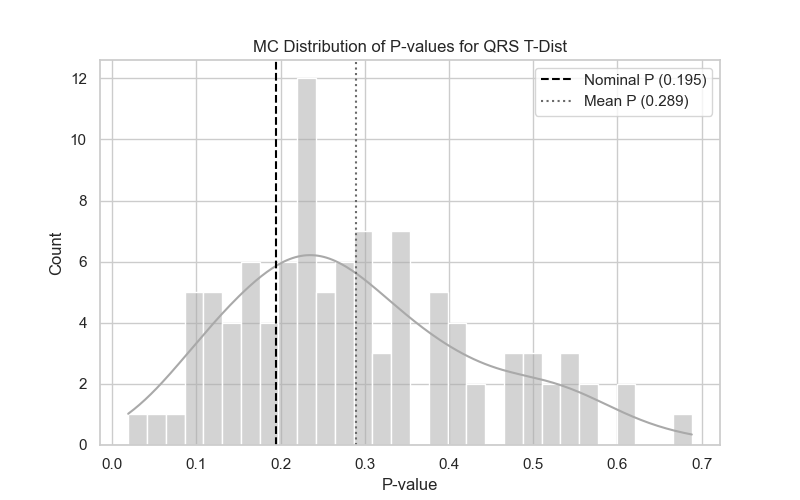 MC Distribution of P-values for QRS T-Dist
Nominal P (0.195)
Mean P (0.289)
Count
12
10
8
6
4
2
0
0.0 0.1 0.2 0.3 0.4 0.5 0.6 0.7
P-value